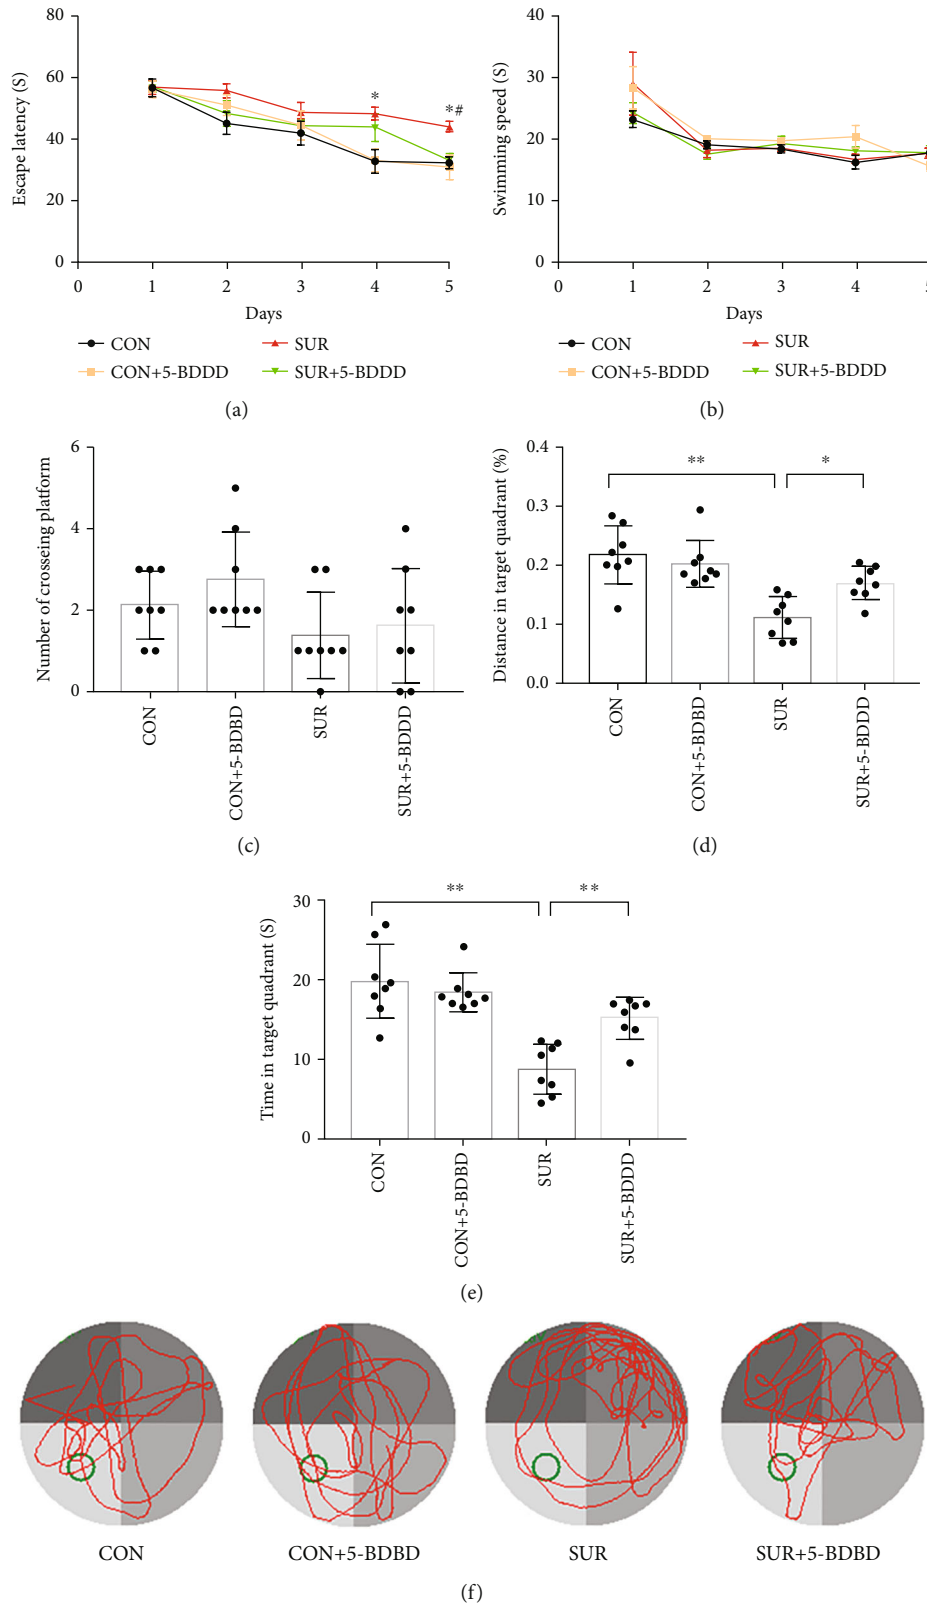 80
60
40
20
0
Escape latency (S)
0 1 2 3 4 5
Days
*
*#
CON
SUR
CON+5-BDDD
SUR+5-BDDD
(a)
40
30
20
10
0
Swimming speed (S)
0 1 2 3 4 5
Days
CON
SUR
CON+5-BDDD
SUR+5-BDDD
(b)
6
4
2
0
Number of crosseing platform
CON
CON+5-BDBD
SUR
SUR+5-BDDD
(c)
0.4
0.3
0.2
0.1
0.0
Distance in target quadrant (%)
**
*
CON
CON+5-BDBD
SUR
SUR+5-BDDD
(d)
30
20
10
0
Time in target quadrant (S)
**
**
CON
CON+5-BDBD
SUR
SUR+5-BDDD
(e)
CON
CON+5-BDBD
SUR
SUR+5-BDBD
(f)